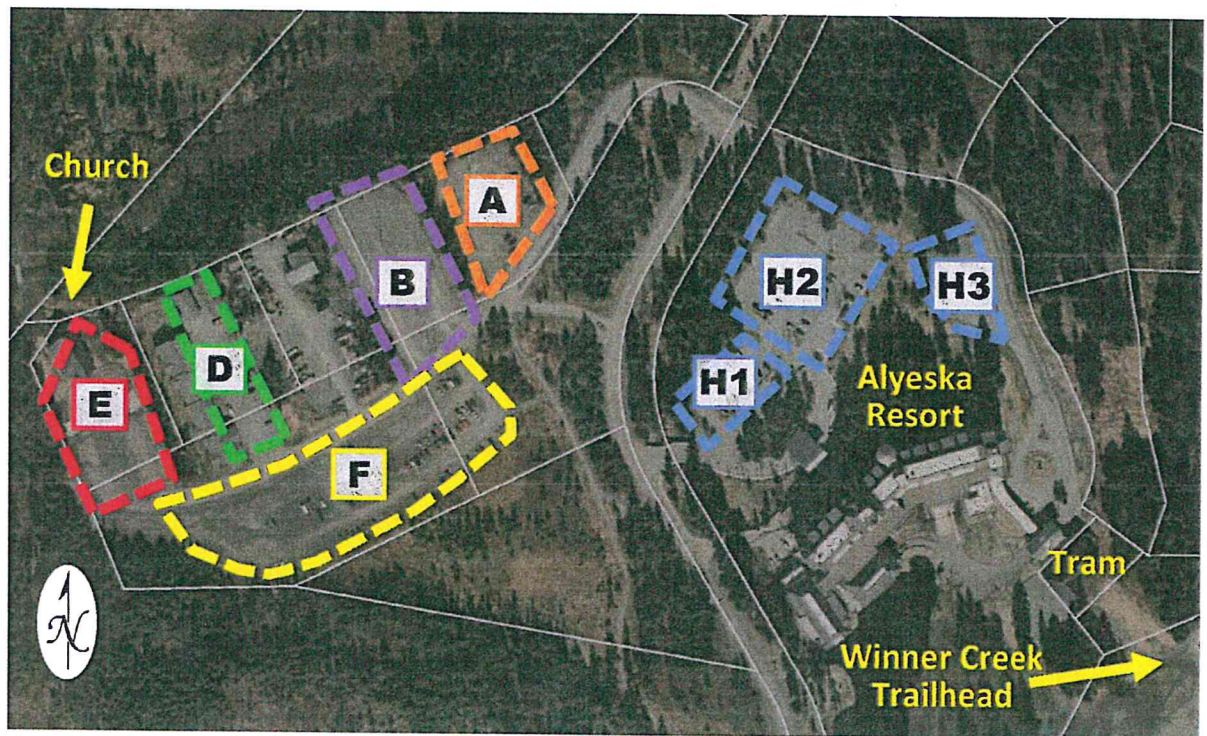 Church
A
B
H2
H3
D
H1
E
Alyeska
Resort
F
Tram
N
Winner Creek
Trailhead